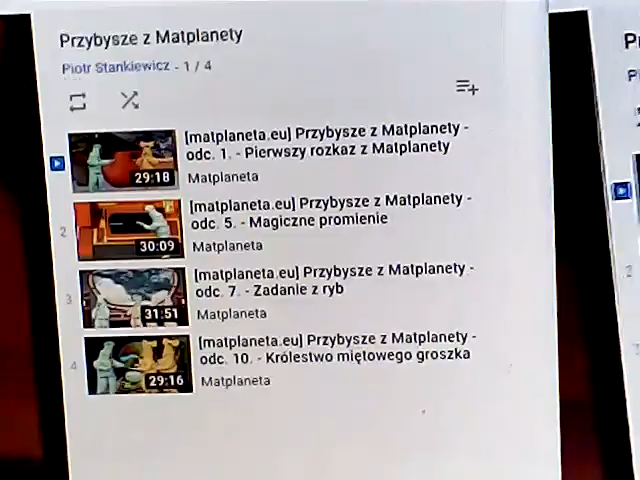 Przybysze z Matplanety
Piotr Stankiewicz - 1 / 4
[matplaneta.eu] Przybysze z Matplanety -
odc. 1. - Pierwszy rozkaz z Matplanety
29:18
Matplaneta
2
[matplaneta.eu] Przybysze z Matplanety -
odc. 5. - Magiczne promienie
30:09
Matplaneta
3
[matplaneta.eu] Przybysze z Matplanety -
odc. 7. - Zadanie z ryb
31:51
Matplaneta
4
[matplaneta.eu] Przybysze z Matplanety -
odc. 10. - Królestwo miętowego groszka
29:16
Matplaneta